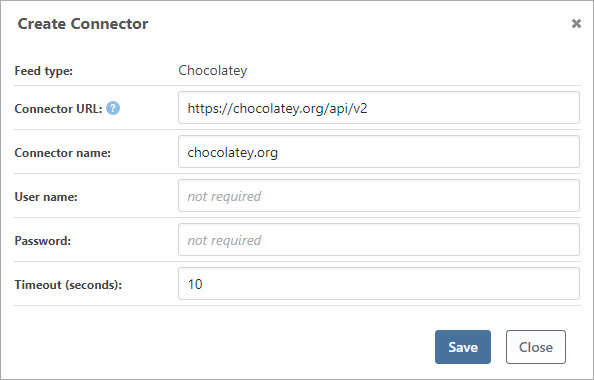 Create Connector
Feed type: Chocolatey
Connector URL: ? https://chocolatey.org/api/v2
Connector name: chocolatey.org
User name: not required
Password: not required
Timeout (seconds): 10
Save Close